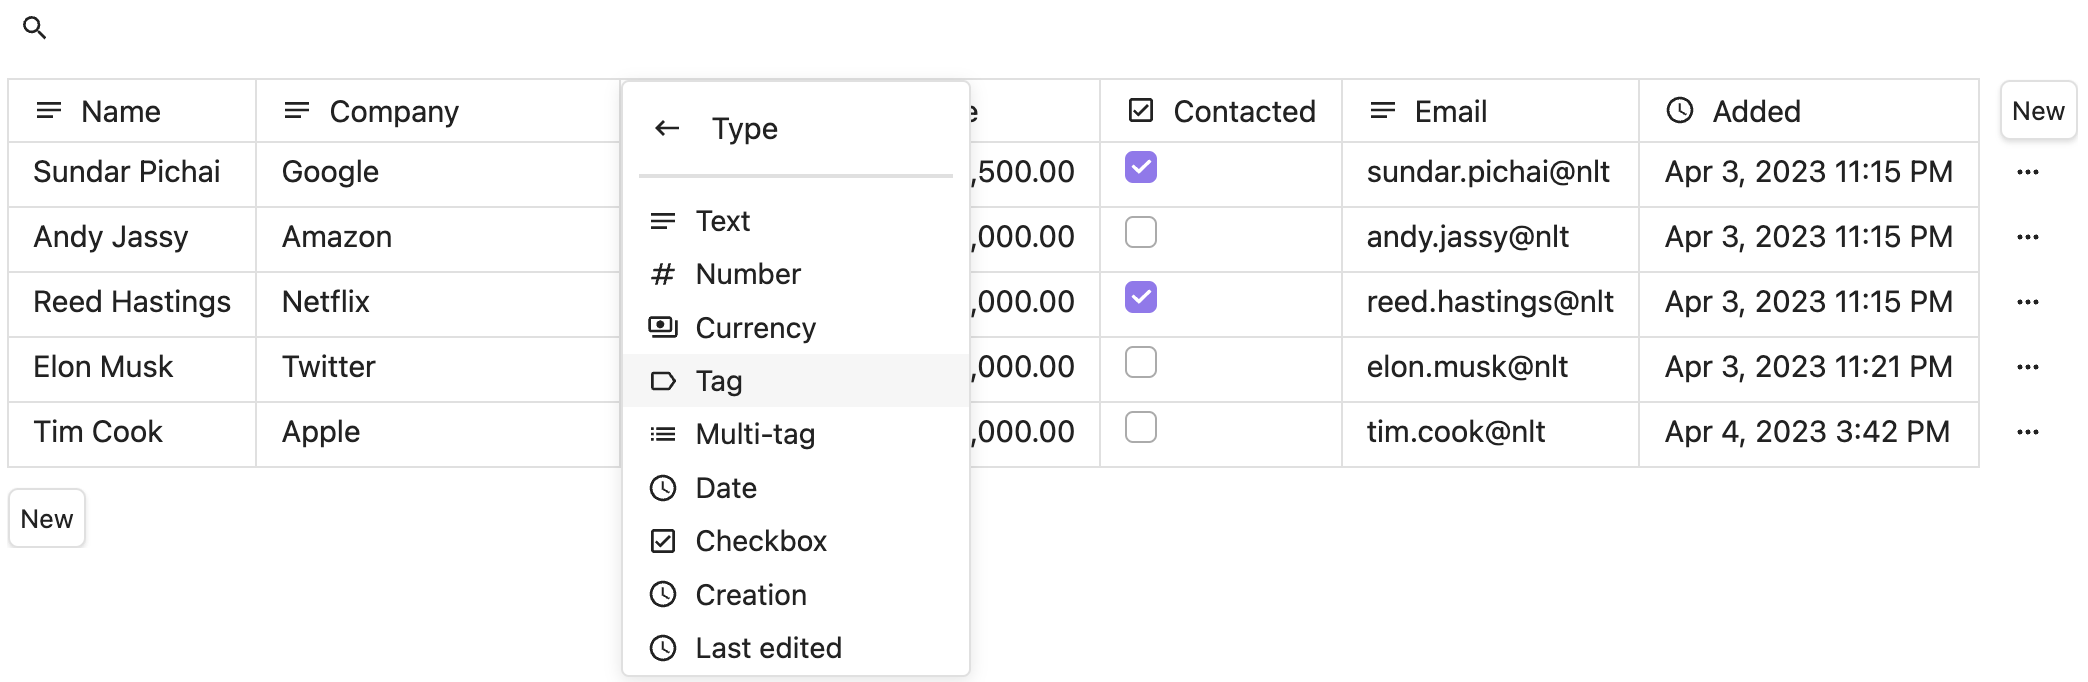 Name Company Type Contacted Email Added New
Sundar Pichai Google ,500.00 sundar.pichai@nlt Apr 3, 2023 11:15 PM ...
Text
Andy Jassy Amazon ,000.00 andy.jassy@nlt Apr 3, 2023 11:15 PM ...
Number
Reed Hastings Netflix ,000.00 reed.hastings@nlt Apr 3, 2023 11:15 PM ...
Currency
Elon Musk Twitter ,000.00 elon.musk@nlt Apr 3, 2023 11:21 PM ...
Tag
Tim Cook Apple ,000.00 tim.cook@nlt Apr 4, 2023 3:42 PM ...
Multi-tag
Date
New
Checkbox
Creation
Last edited